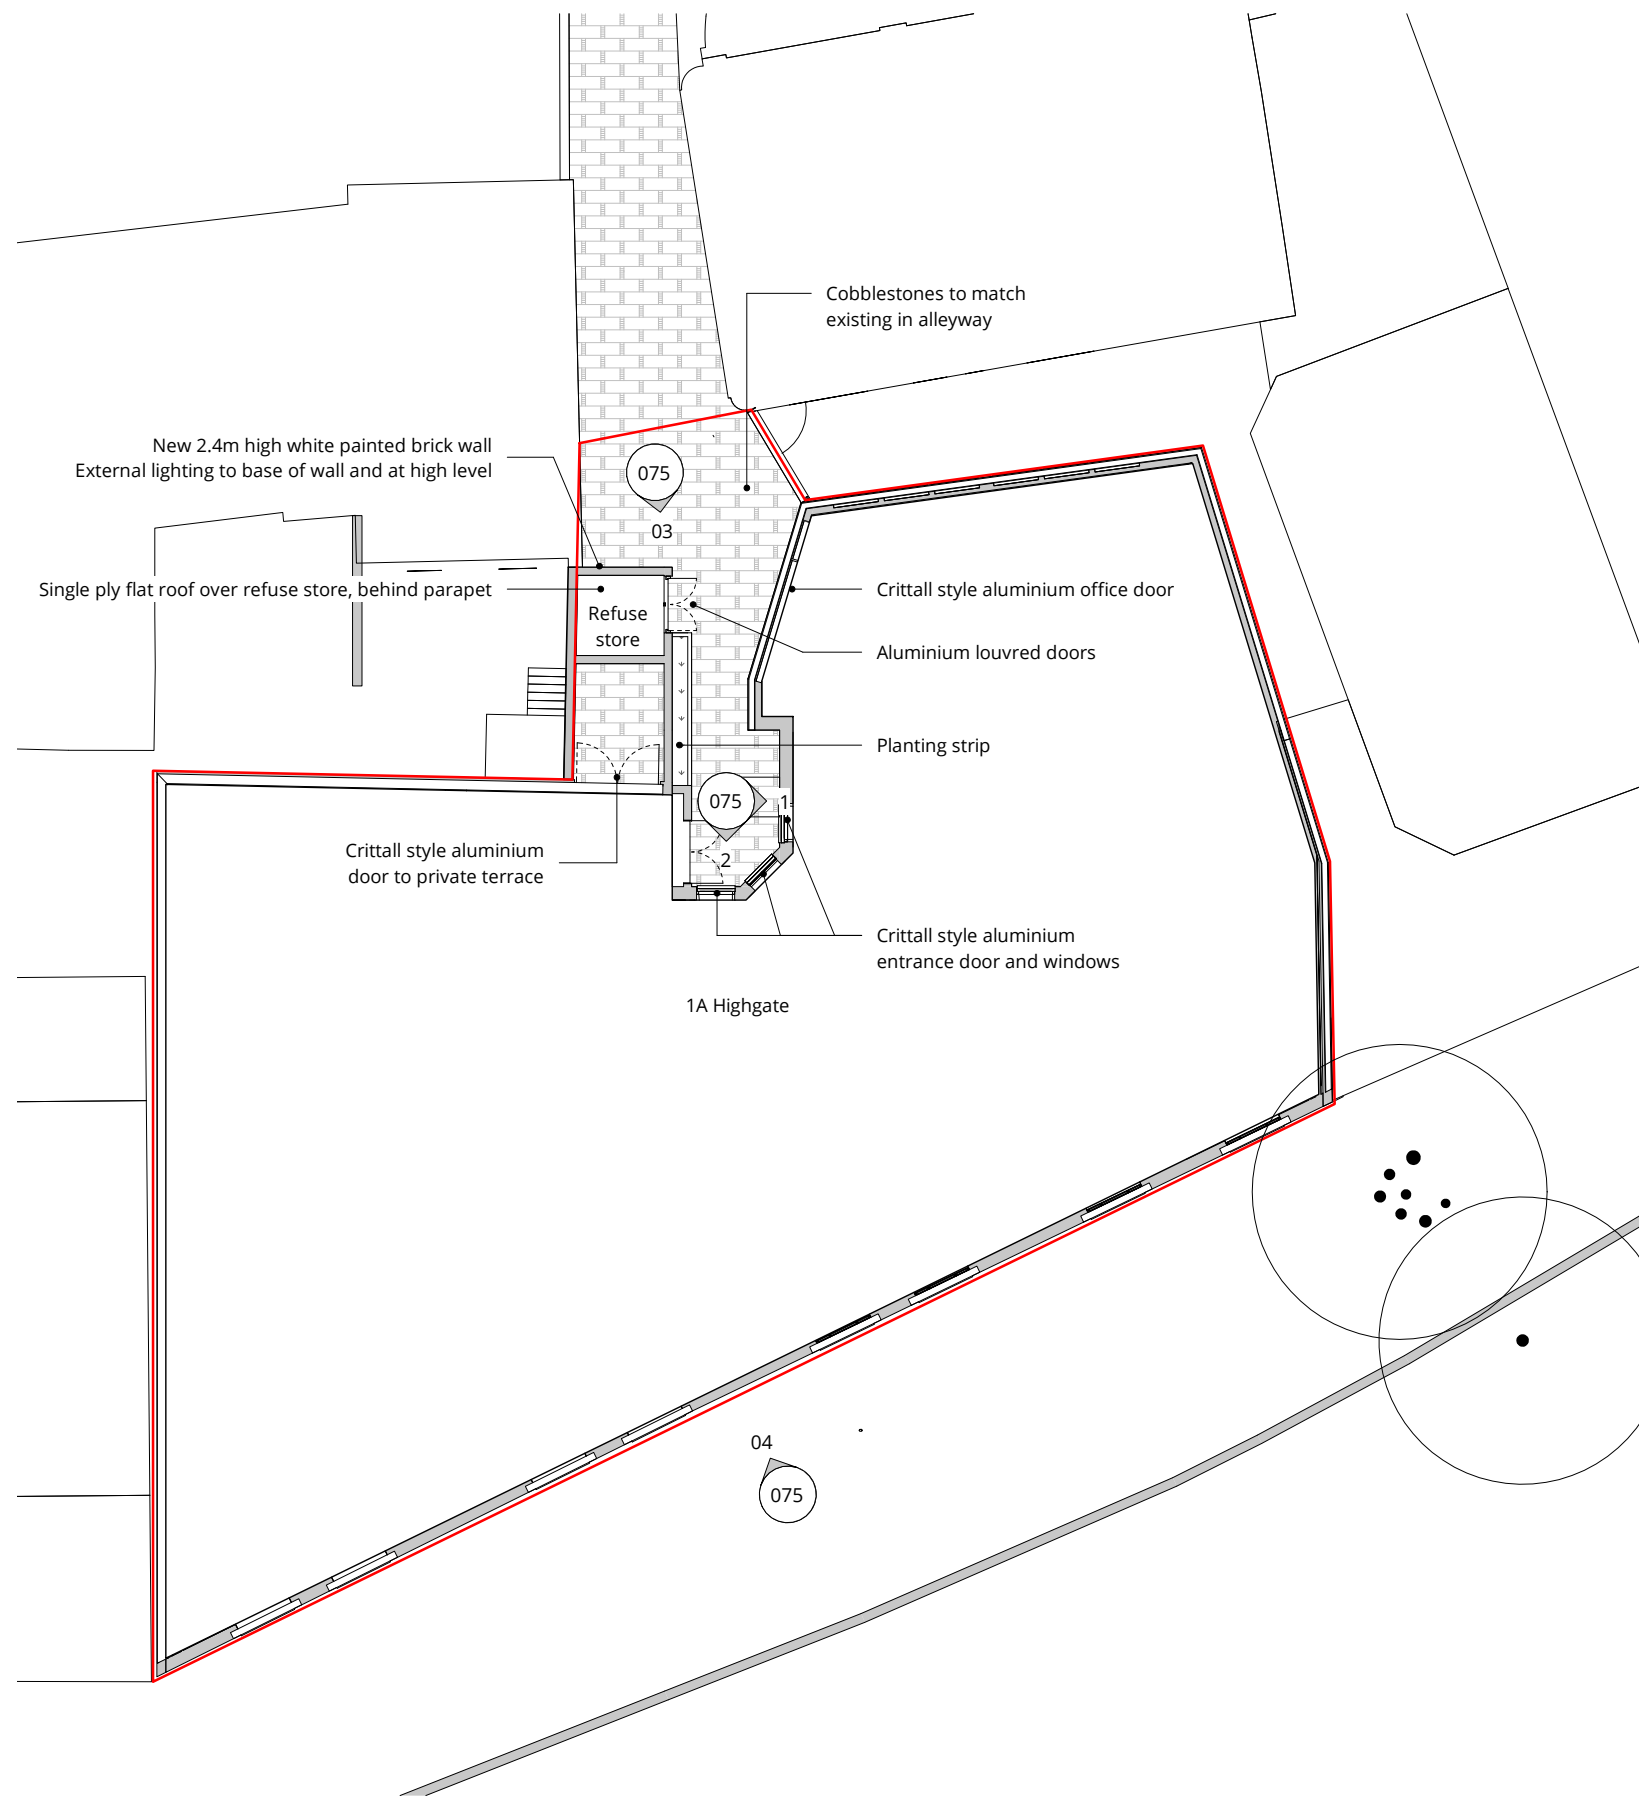 Cobblestones to match
existing in alleyway
New 2.4m high white painted brick wall
External lighting to base of wall and at high level
075
03
Single ply flat roof over refuse store, behind parapet
Refuse
store
Crittall style aluminium office door
Aluminium louvred doors
Planting strip
075
1
2
Crittall style aluminium
door to private terrace
Crittall style aluminium
entrance door and windows
1A Highgate
04
075